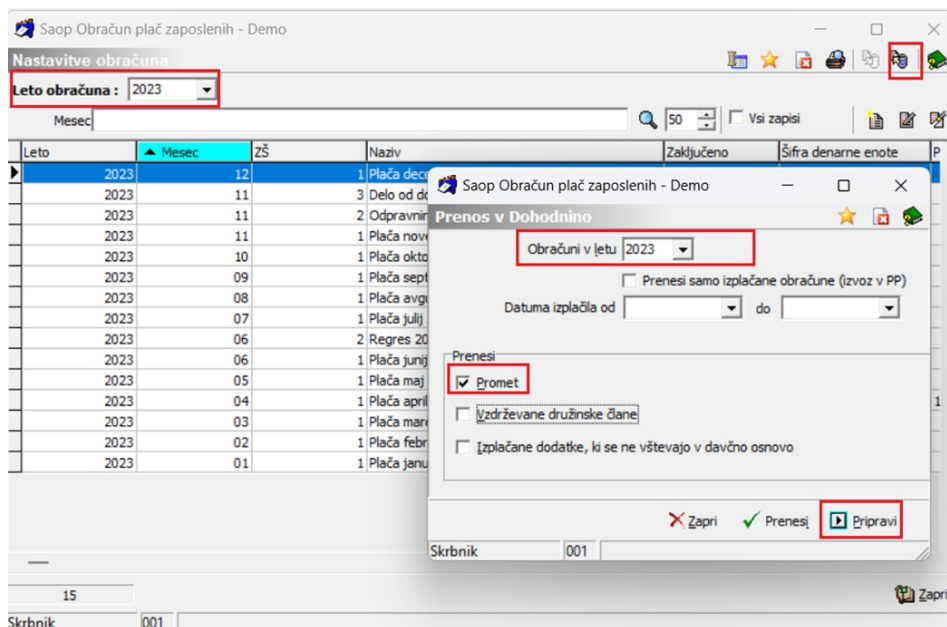 Saop Obračun plač zaposlenih - Demo
Nastavitve obračuna
Leto obračuna : 2023
Mesec 50 Vsi zapisi
Leto Mesec ZŠ Naziv Zaključeno Šifra denarne enote P
2023 12 1 Plača dece
2023 11 3 Delo od do
2023 11 2 Odpravnin
2023 11 1 Plača nove
2023 10 1 Plača okto
2023 09 1 Plača sept
2023 08 1 Plača avgu
2023 07 1 Plača julij
2023 06 2 Regres 20
2023 06 1 Plača junij
2023 05 1 Plača maj
2023 04 1 Plača april 1
2023 03 1 Plača mare
2023 02 1 Plača febr
2023 01 1 Plača janu
Saop Obračun plač zaposlenih - Demo
Prenos v Dohodnino
Obračuni v letu 2023
Prenesi samo izplačane obračune (izvoz v PP)
Datuma izplačila od do
Prenesi
Promet
Vzdrževane družinske člane
Izplačane dodatke, ki se ne vštevajo v davčno osnovo
Zapri Prenesi Pripravi
Skrbnik 001
15 Zapri
Skrbnik 001